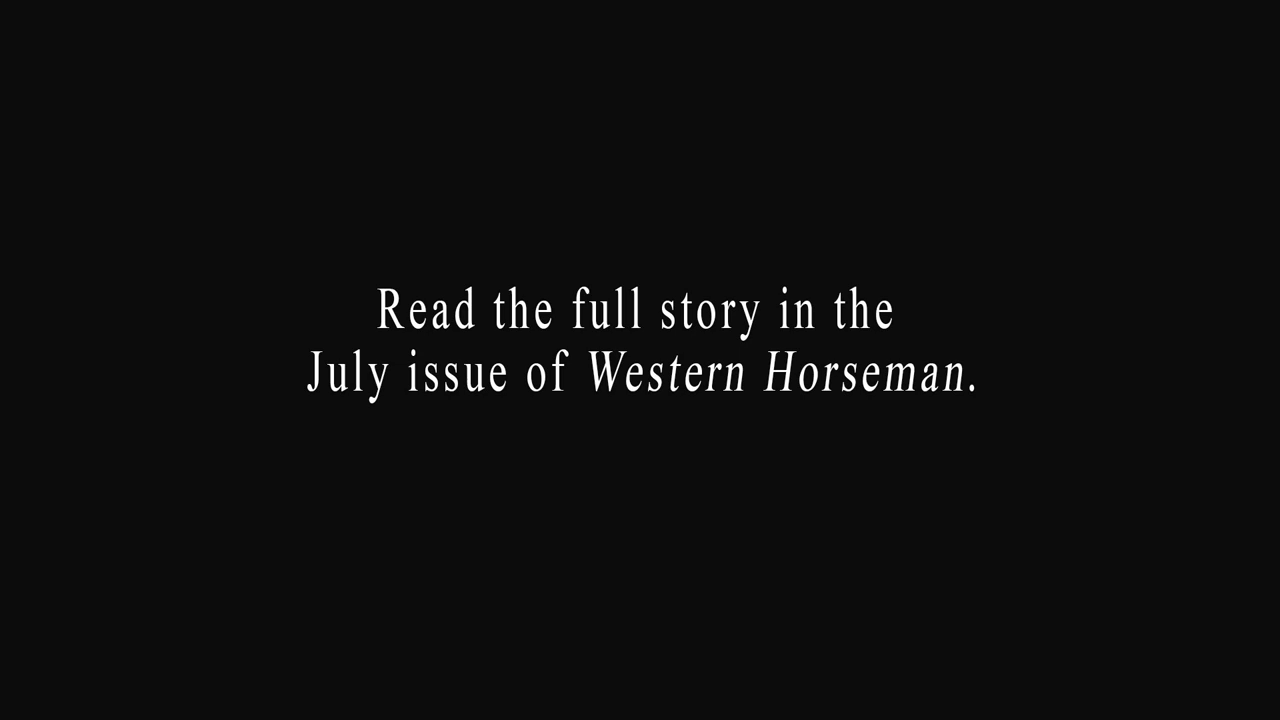 Read the full story in the
July issue of Western Horseman.